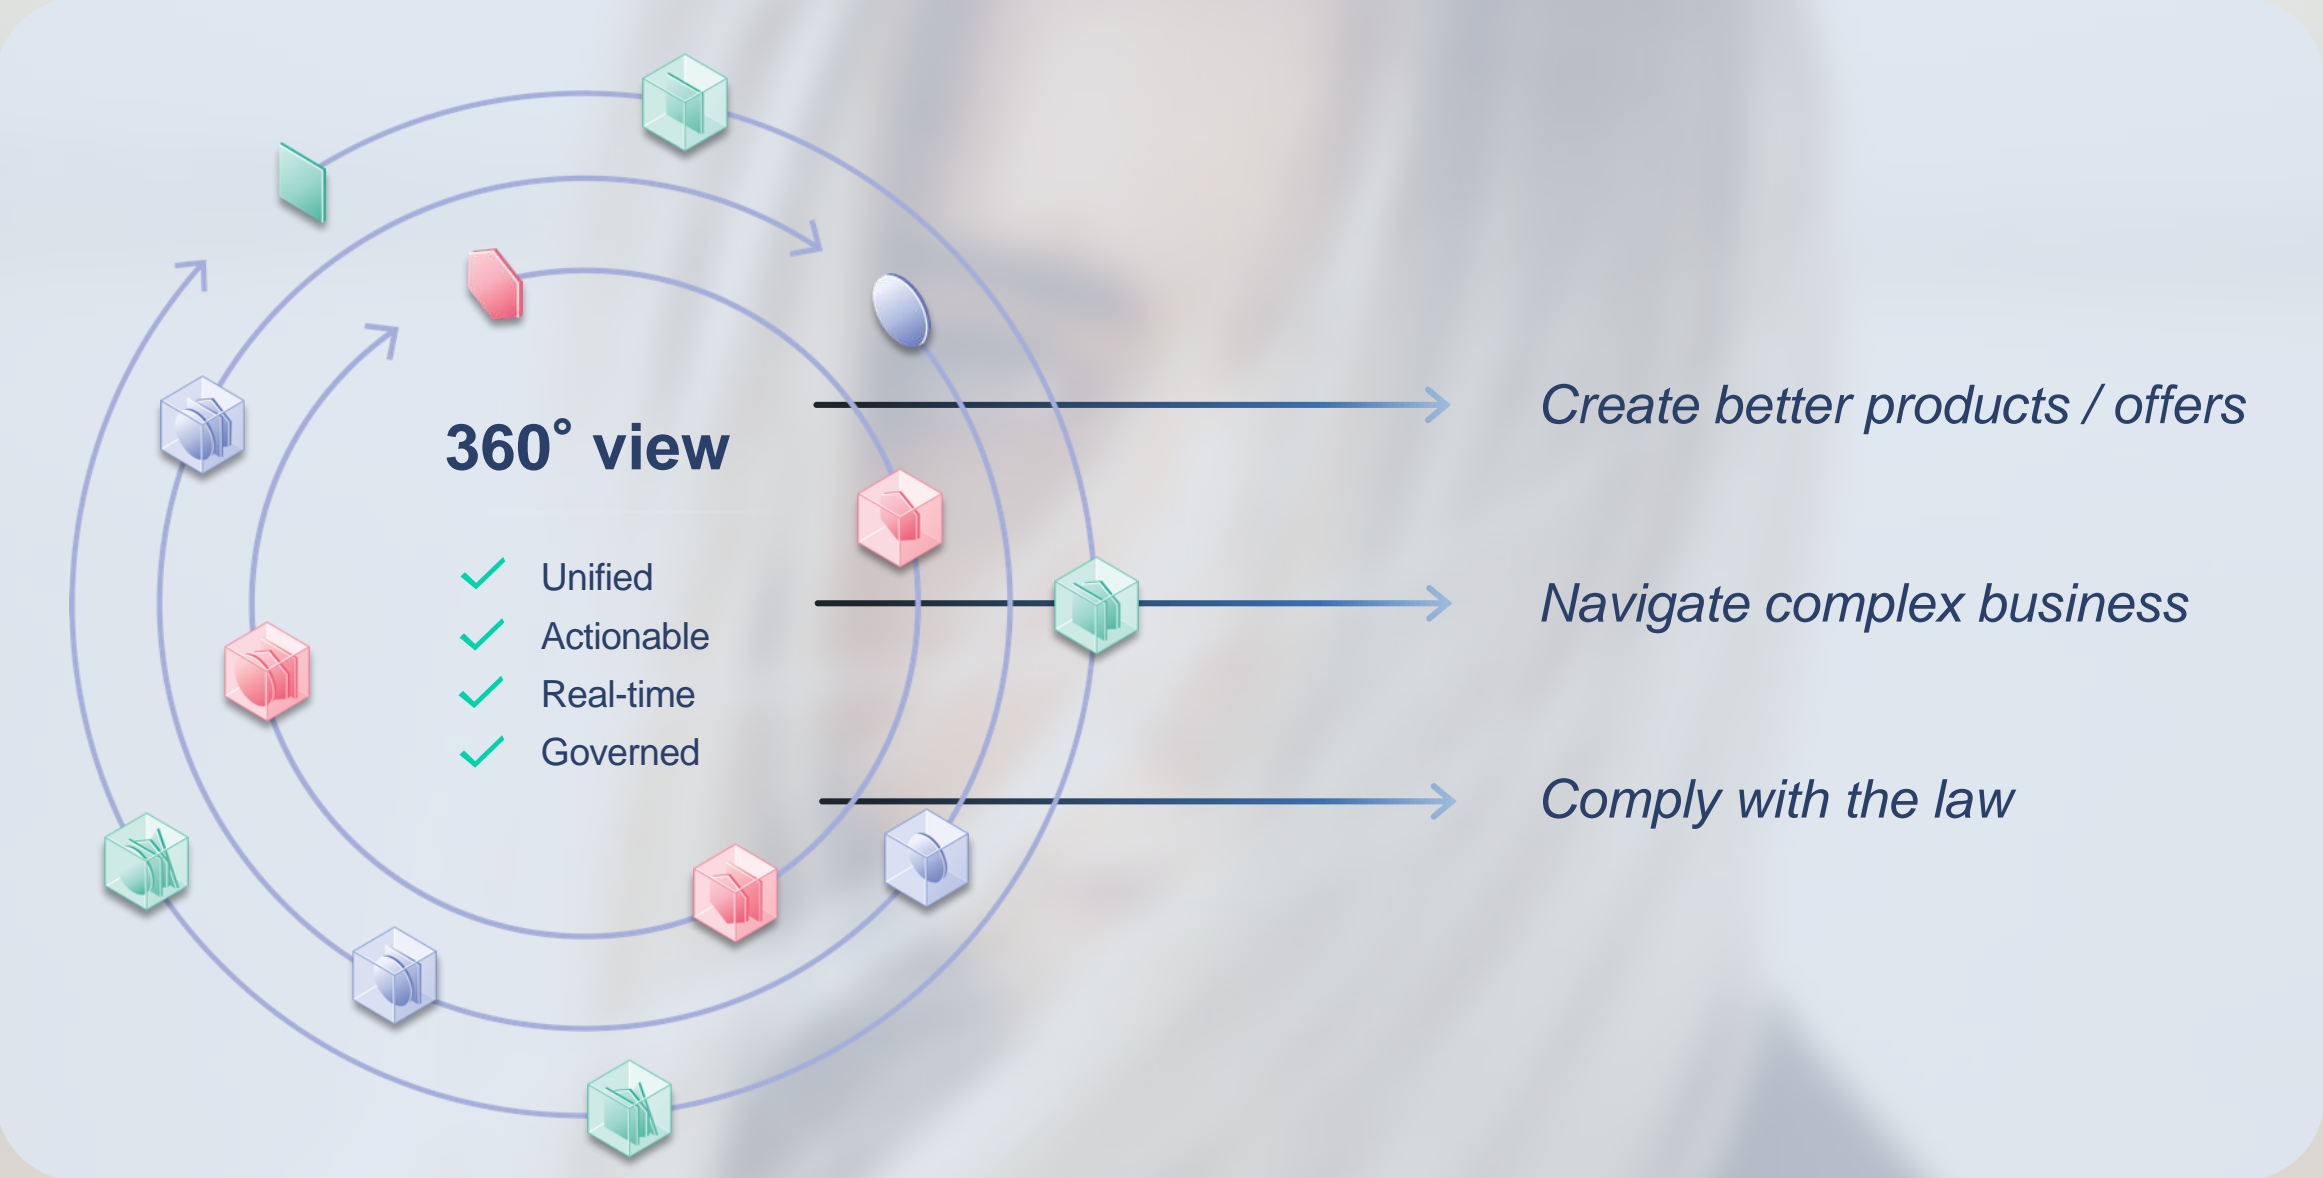 360° view
Unified
Actionable
Real-time
Governed
Create better products / offers
Navigate complex business
Comply with the law